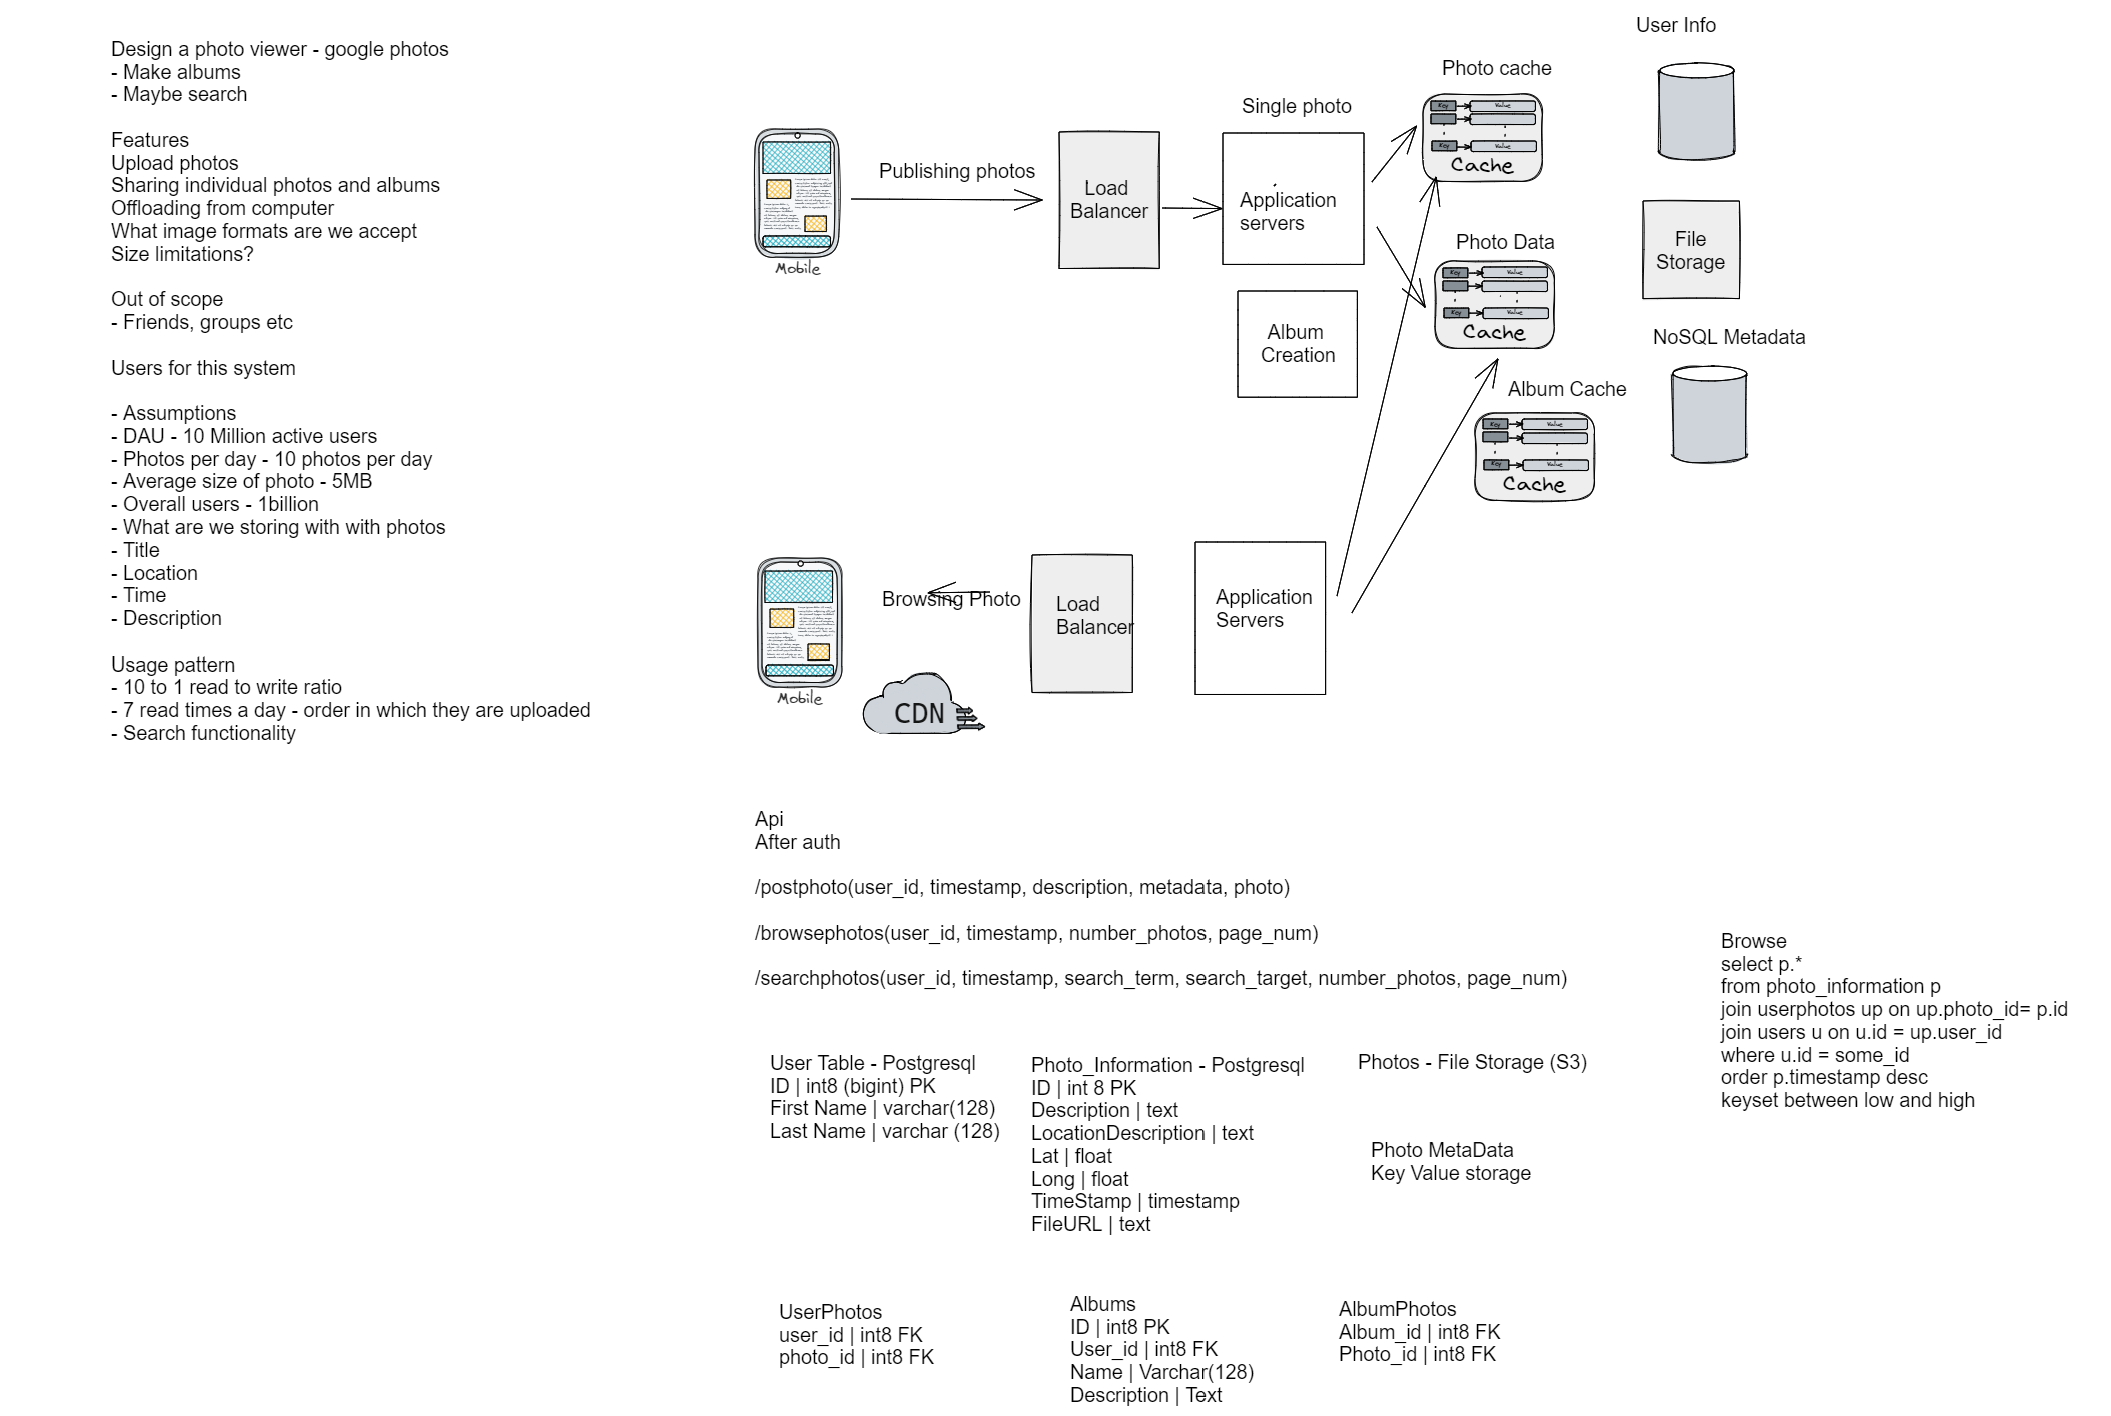 Design a photo viewer - google photos
- Make albums
- Maybe search
Features
Upload photos
Sharing individual photos and albums
Offloading from computer
What image formats are we accept
Size limitations?
Out of scope
- Friends, groups etc
Users for this system
- Assumptions
- DAU - 10 Million active users
- Photos per day - 10 photos per day
- Average size of photo - 5MB
- Overall users - 1billion
- What are we storing with with photos
- Title
- Location
- Time
- Description
Usage pattern
- 10 to 1 read to write ratio
- 7 read times a day - order in which they are uploaded
- Search functionality
Mobile
Publishing photos
Load
Balancer
Single photo
Application
servers
Album
Creation
Photo cache
Key
Value
Key
Value
Cache
Photo Data
Key
Value
Key
Value
Cache
Album Cache
Key
Value
Key
Value
Cache
User Info
File
Storage
NoSQL Metadata
Mobile
Browsing Photo
CDN
Load
Balancer
Application
Servers
Api
After auth
/postphoto(user_id, timestamp, description, metadata, photo)
/browsephotos(user_id, timestamp, number_photos, page_num)
/searchphotos(user_id, timestamp, search_term, search_target, number_photos, page_num)
Browse
select p.*
from photo_information p
join userphotos up on up.photo_id= p.id
join users u on u.id = up.user_id
where u.id = some_id
order p.timestamp desc
keyset between low and high
User Table - Postgresql
ID | int8 (bigint) PK
First Name | varchar(128)
Last Name | varchar (128)
Photo_Information - Postgresql
ID | int 8 PK
Description | text
LocationDescription | text
Lat | float
Long | float
TimeStamp | timestamp
FileURL | text
Photos - File Storage (S3)
Photo MetaData
Key Value storage
UserPhotos
user_id | int8 FK
photo_id | int8 FK
Albums
ID | int8 PK
User_id | int8 FK
Name | Varchar(128)
Description | Text
AlbumPhotos
Album_id | int8 FK
Photo_id | int8 FK